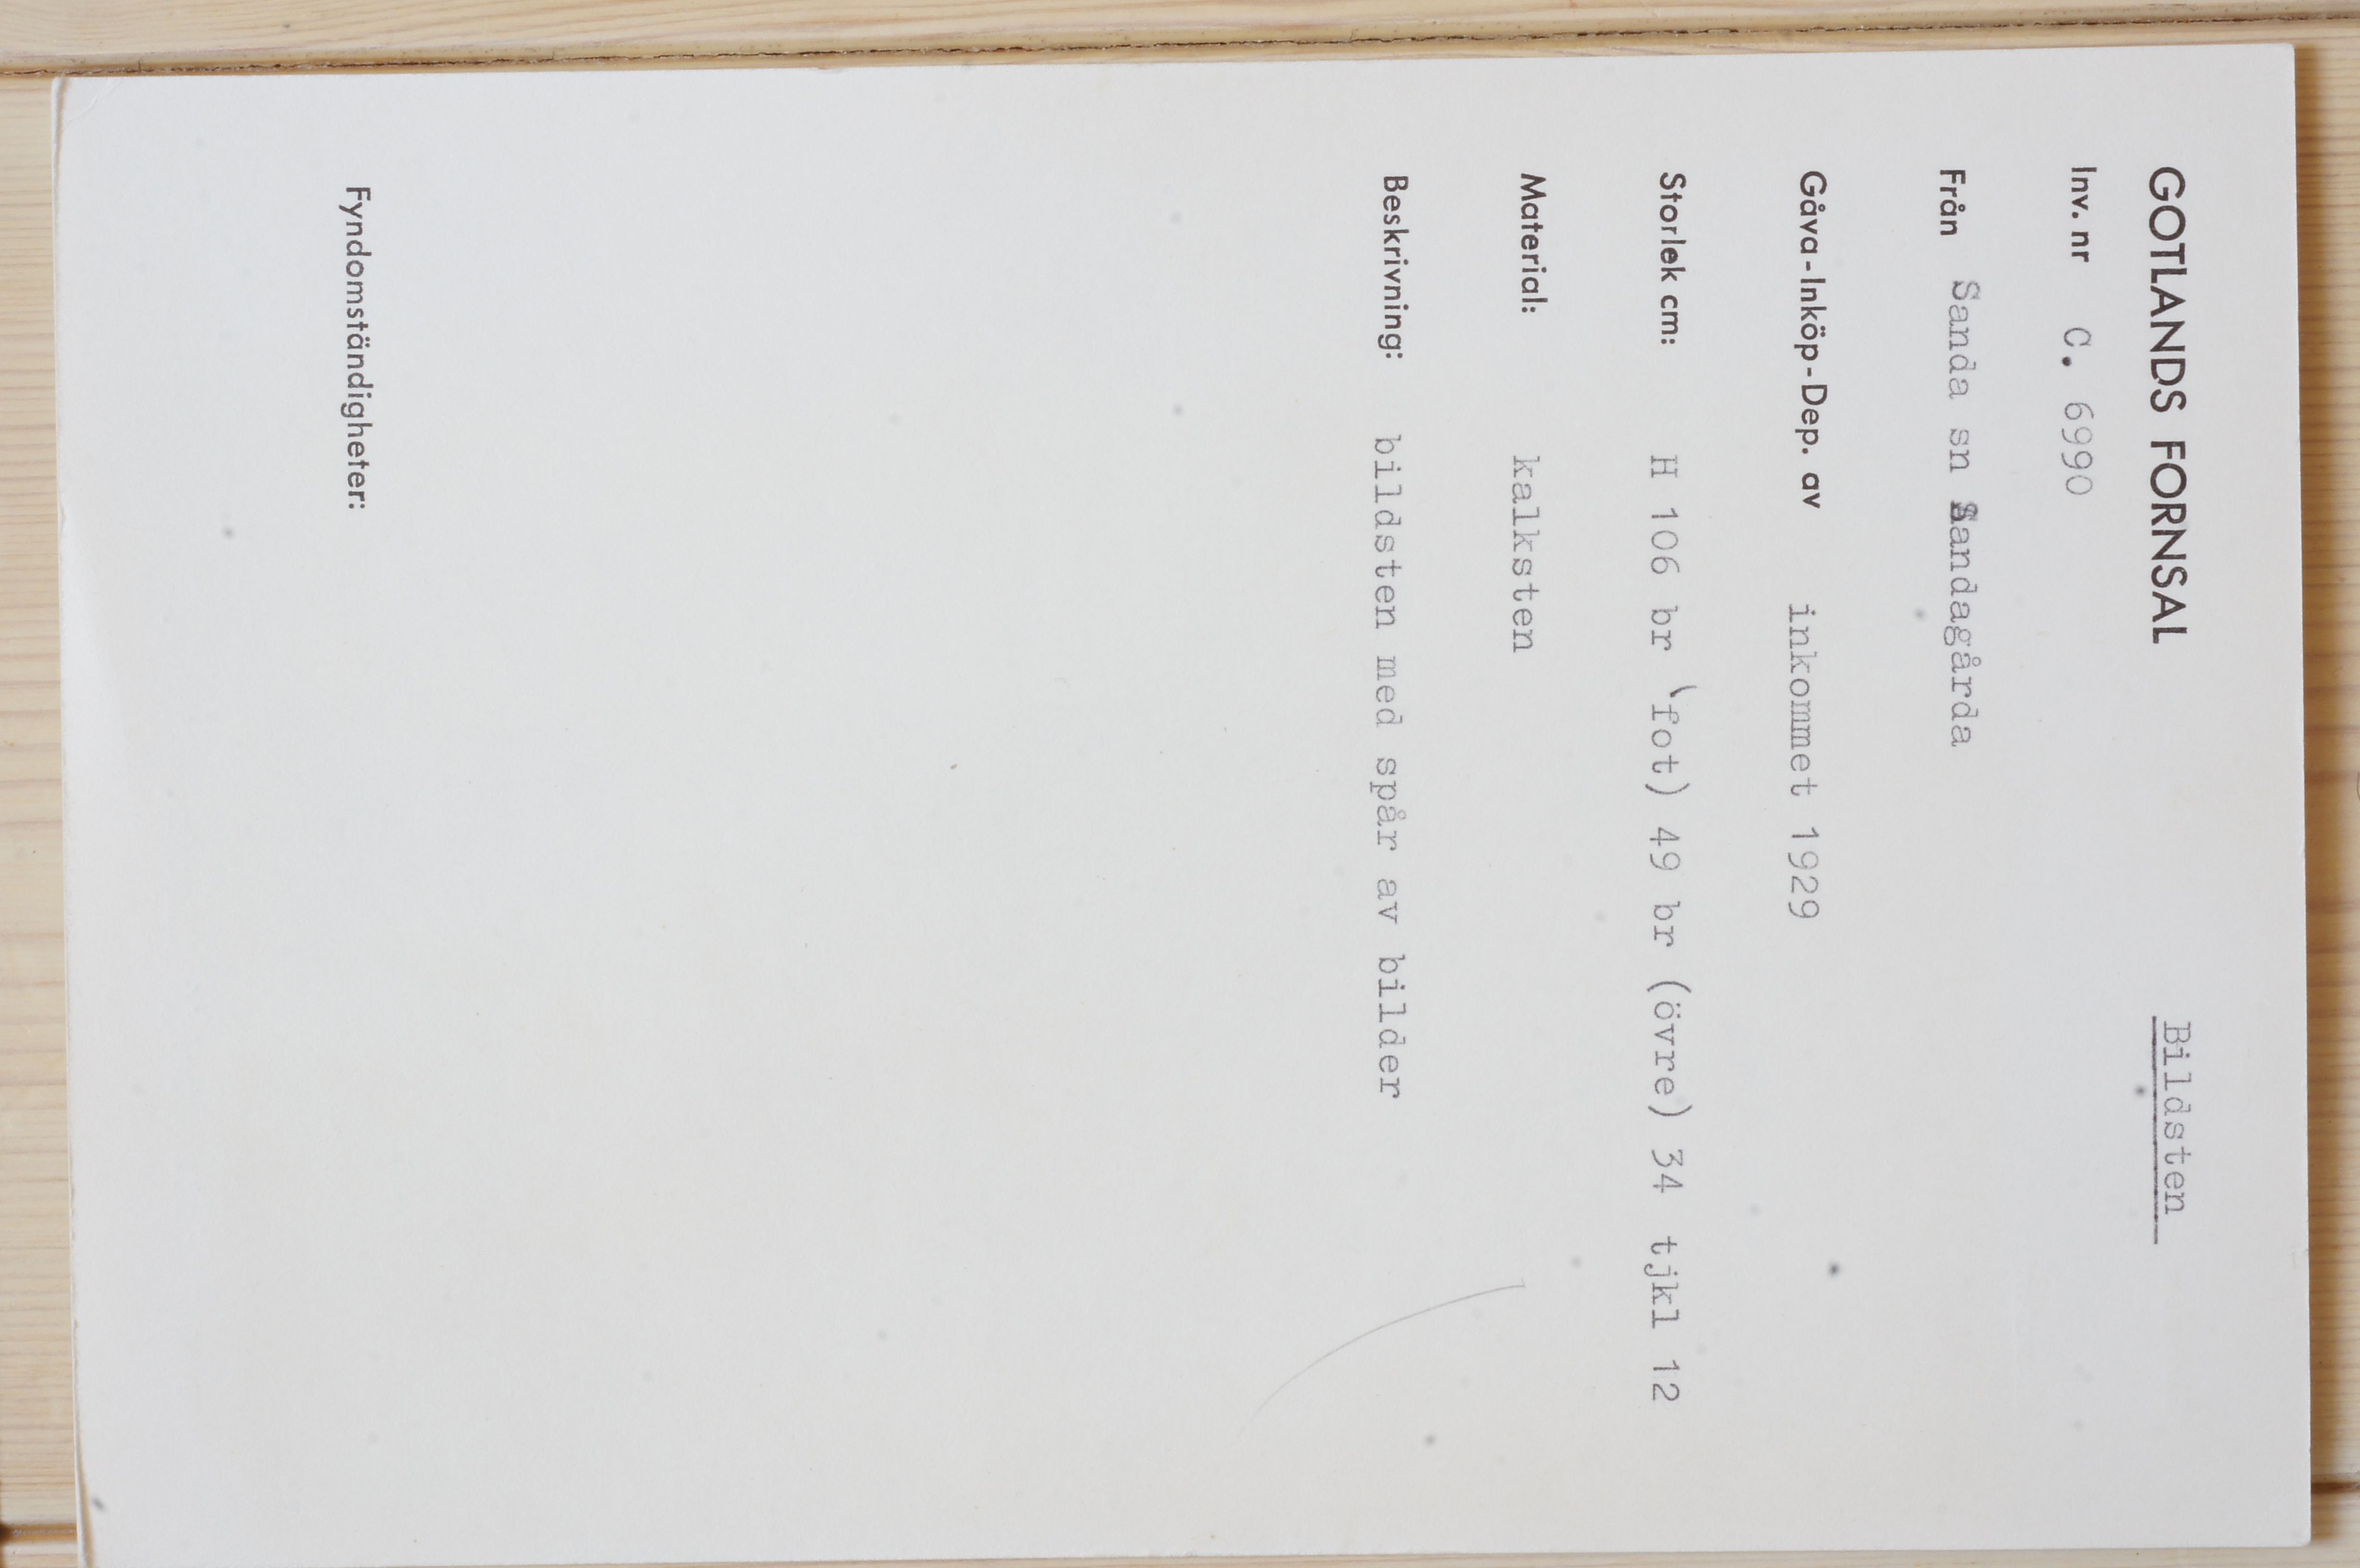 GOTLANDS FORNSAL Bildsten
Inv. nr C. 6990
Från Sanda sn Sandagårda
Gåva-Inköp-Dep. av inkommet 1929
Storlek cm: H 106 br (fot) 49 br (övre) 34 tjkl 12
Material: kalksten
Beskrivning: bildsten med spår av bilder
Fyndomständigheter: